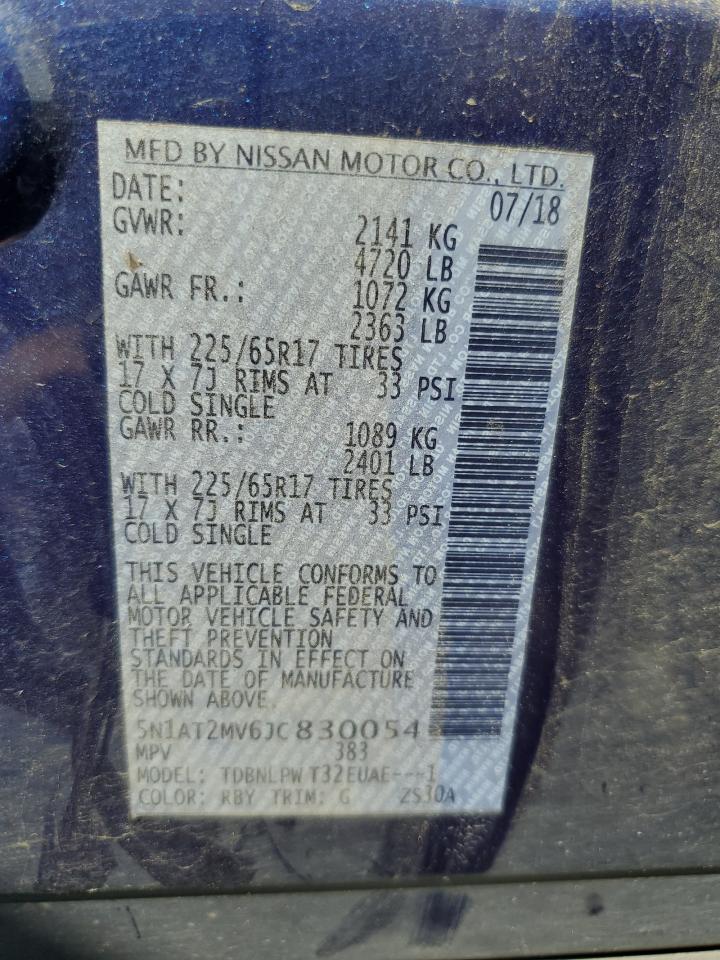 MFD BY NISSAN MOTOR CO., LTD.
DATE: 07/18
GVWR: 2141 KG
4720 LB
GAWR FR.: 1072 KG
2363 LB
WITH 225/65R17 TIRES
17 X 7J RIMS AT 33 PSI
COLD SINGLE
GAWR RR.: 1089 KG
2401 LB
WITH 225/65R17 TIRES
17 X 7J RIMS AT 33 PSI
COLD SINGLE
THIS VEHICLE CONFORMS TO
ALL APPLICABLE FEDERAL
MOTOR VEHICLE SAFETY AND
THEFT PREVENTION
STANDARDS IN EFFECT ON
THE DATE OF MANUFACTURE
SHOWN ABOVE.
5N1AT2MV6JC830054
MPV 383
MODEL: TDBNLPW T32EUAE---1
COLOR: RBY TRIM: G ZS30A